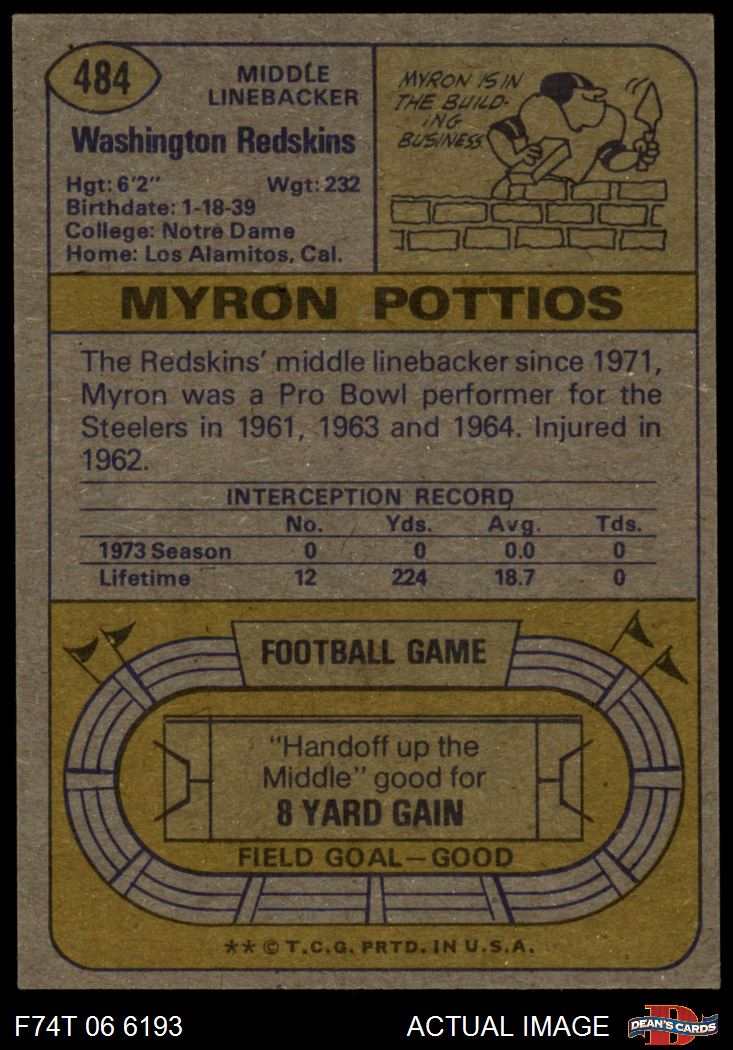 484
MIDDLE
LINEBACKER
Washington Redskins
Hgt: 6'2" Wgt: 232
Birthdate: 1-18-39
College: Notre Dame
Home: Los Alamitos, Cal.
MYRON IS IN
THE BUILD-
ING
BUSINESS
MYRON POTTIOS
The Redskins' middle linebacker since 1971,
Myron was a Pro Bowl performer for the
Steelers in 1961, 1963 and 1964. Injured in
1962.
INTERCEPTION RECORD
No. Yds. Avg. Tds.
1973 Season 0 0 0.0 0
Lifetime 12 224 18.7 0
FOOTBALL GAME
"Handoff up the
Middle" good for
8 YARD GAIN
FIELD GOAL—GOOD
** © T.C.G. PRTD. IN U.S.A.
F74T 06 6193 ACTUAL IMAGE
D
DEAN'S CARDS